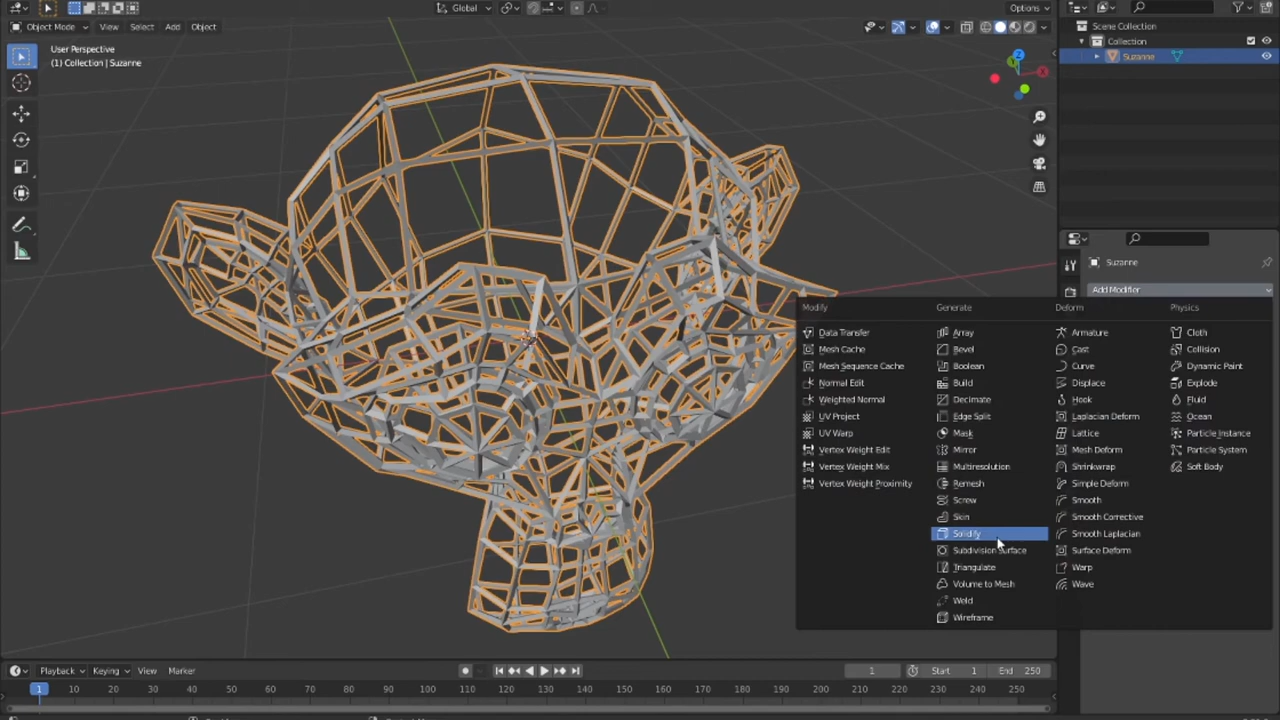 Global
Options
Object Mode View Select Add Object
Scene Collection
Collection
Suzanne
User Perspective
(1) Collection | Suzanne
X
Z
Suzanne
Add Modifier
Modify Generate Deform Physics
Data Transfer Array Armature Cloth
Mesh Cache Bevel Cast Collision
Mesh Sequence Cache Boolean Curve Dynamic Paint
Normal Edit Build Displace Explode
Weighted Normal Decimate Hook Fluid
UV Project Edge Split Laplacian Deform Ocean
UV Warp Mask Lattice Particle Instance
Vertex Weight Edit Mirror Mesh Deform Particle System
Vertex Weight Mix Multiresolution Shrinkwrap Soft Body
Vertex Weight Proximity Remesh Simple Deform
Screw Smooth
Skin Smooth Corrective
Solidify Smooth Laplacian
Subdivision Surface Surface Deform
Triangulate Warp
Volume to Mesh Wave
Weld
Wireframe
Playback Keying View Marker 1 Start 1 End 250
1 10 20 30 40 50 60 70 80 90 100 110 120 130 140 150 160 170 180 190 200 210 220 230 240 250